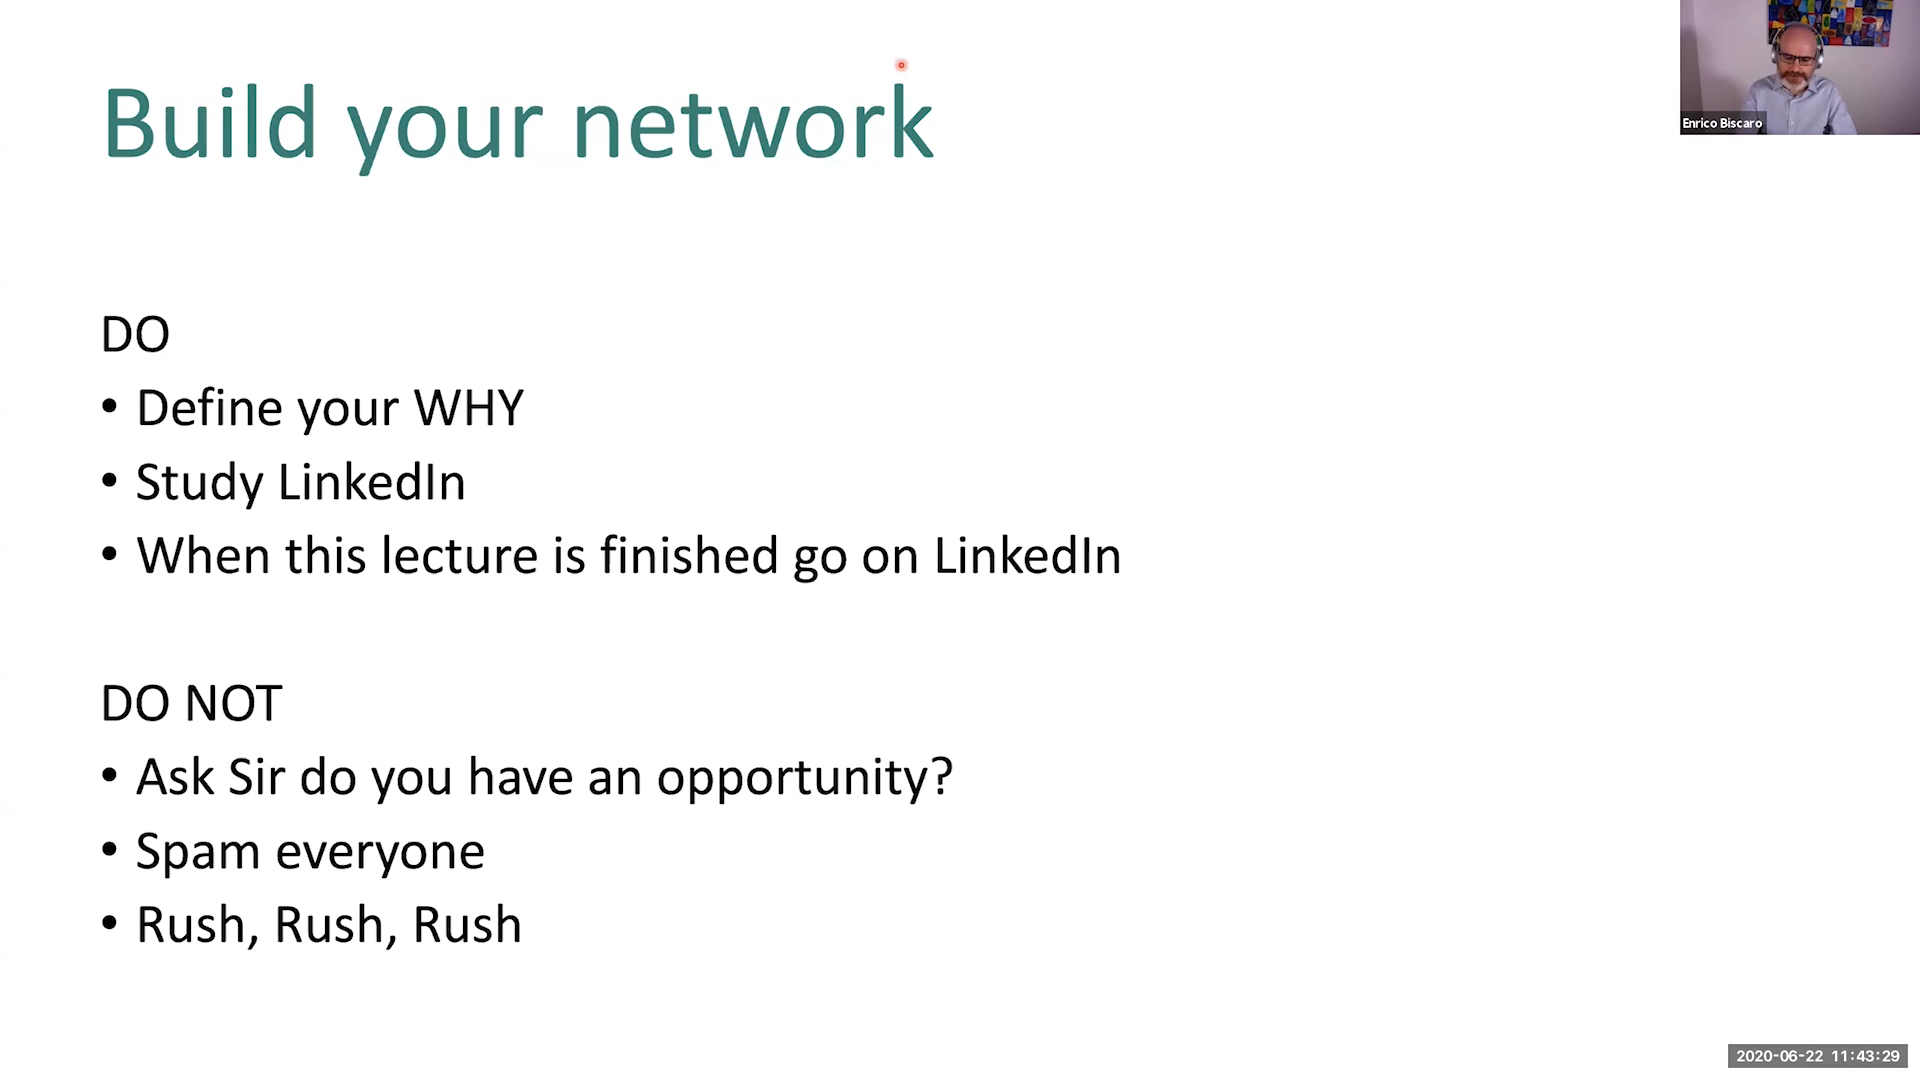 Build your network
Enrico Biscaro
DO
• Define your WHY
• Study LinkedIn
• When this lecture is finished go on LinkedIn
DO NOT
• Ask Sir do you have an opportunity?
• Spam everyone
• Rush, Rush, Rush
2020-06-22 11:43:29